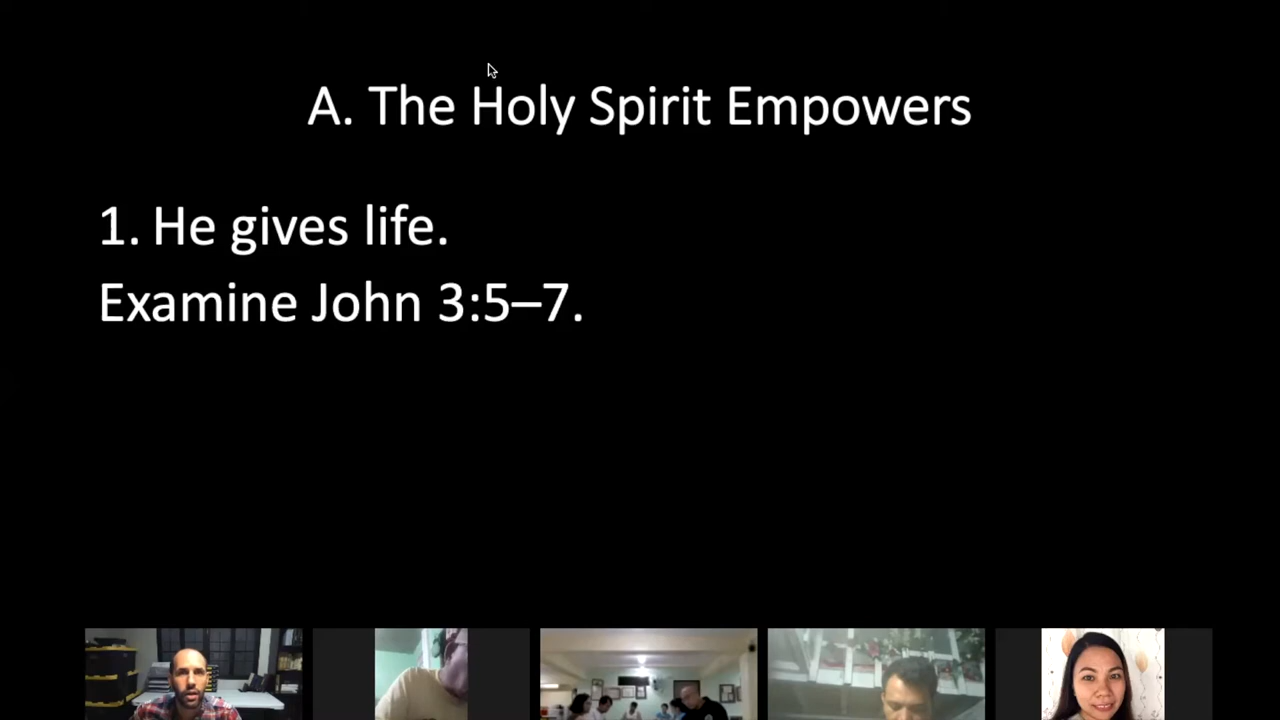 A. The Holy Spirit Empowers
1. He gives life.
Examine John 3:5–7.